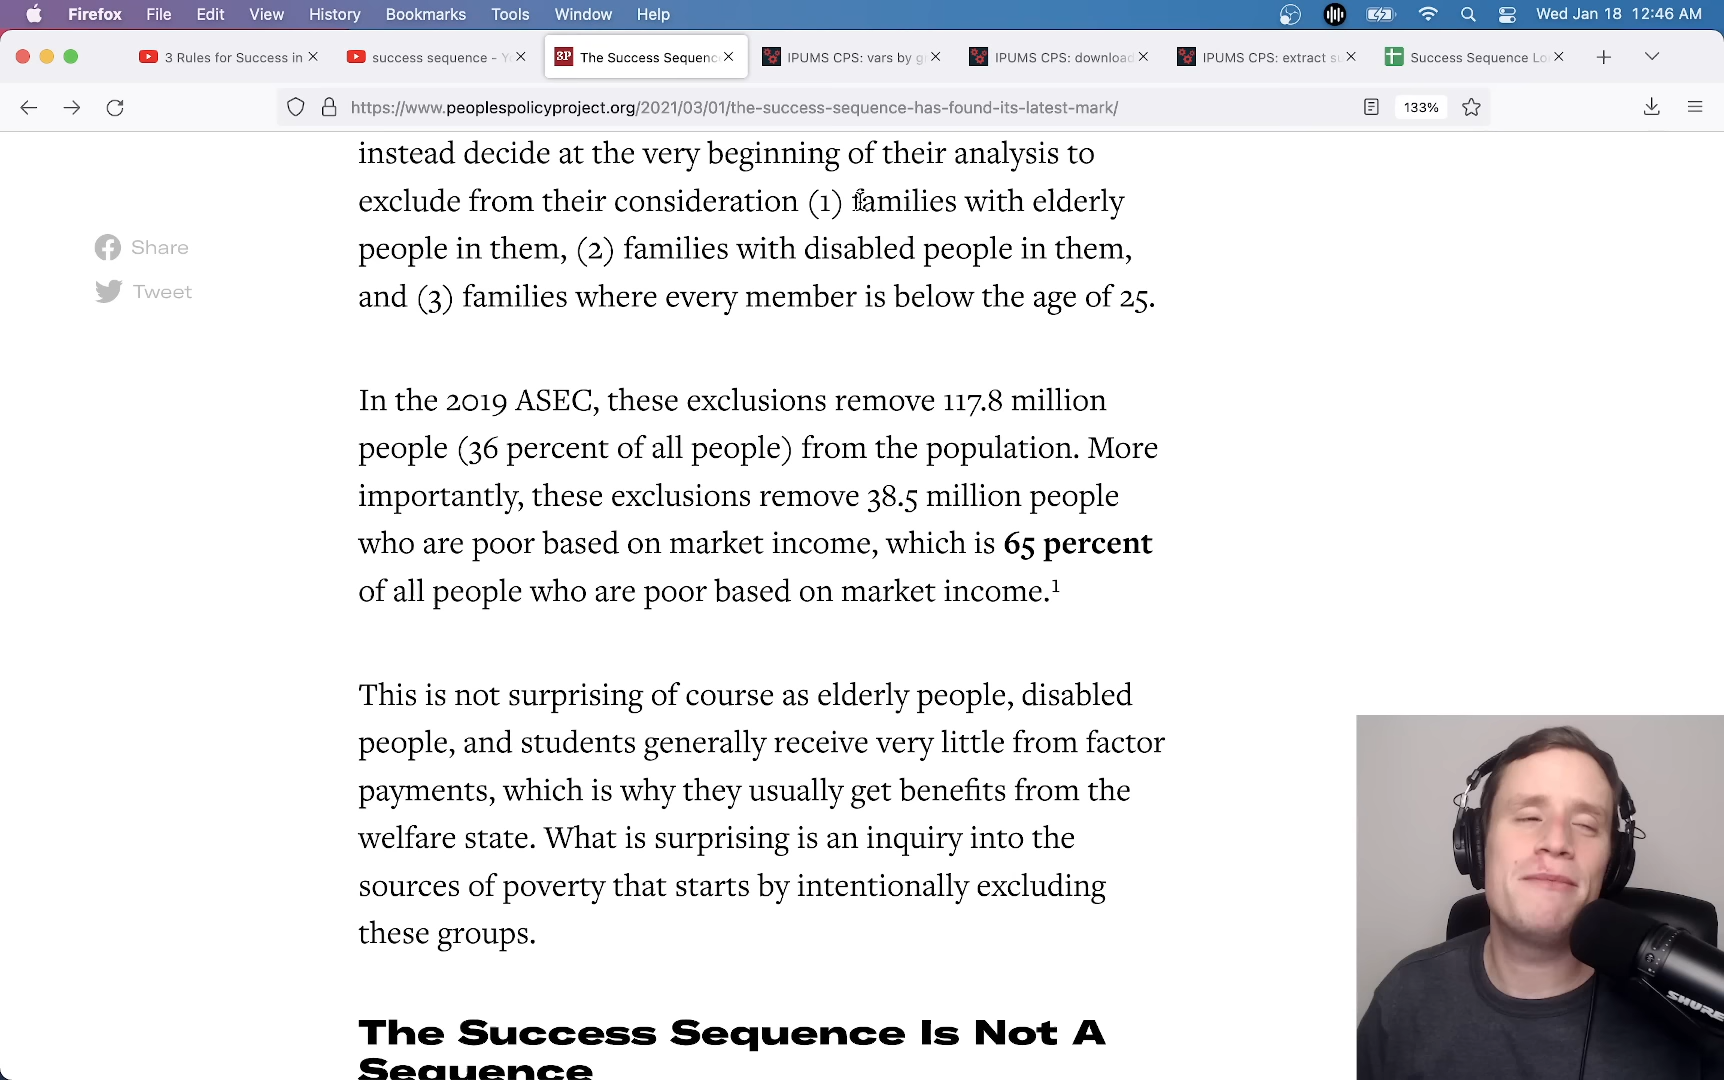 Firefox File Edit View History Bookmarks Tools Window Help Wed Jan 18 12:46 AM
3 Rules for Success in success sequence - Y The Success Sequenc IPUMS CPS: vars by g IPUMS CPS: download IPUMS CPS: extract su Success Sequence Lo
https://www.peoplespolicyproject.org/2021/03/01/the-success-sequence-has-found-its-latest-mark/ 133%
instead decide at the very beginning of their analysis to
exclude from their consideration (1) families with elderly
people in them, (2) families with disabled people in them,
and (3) families where every member is below the age of 25.
Share
Tweet
In the 2019 ASEC, these exclusions remove 117.8 million
people (36 percent of all people) from the population. More
importantly, these exclusions remove 38.5 million people
who are poor based on market income, which is 65 percent
of all people who are poor based on market income.¹
This is not surprising of course as elderly people, disabled
people, and students generally receive very little from factor
payments, which is why they usually get benefits from the
welfare state. What is surprising is an inquiry into the
sources of poverty that starts by intentionally excluding
these groups.
The Success Sequence Is Not A
Sequence
SHURE